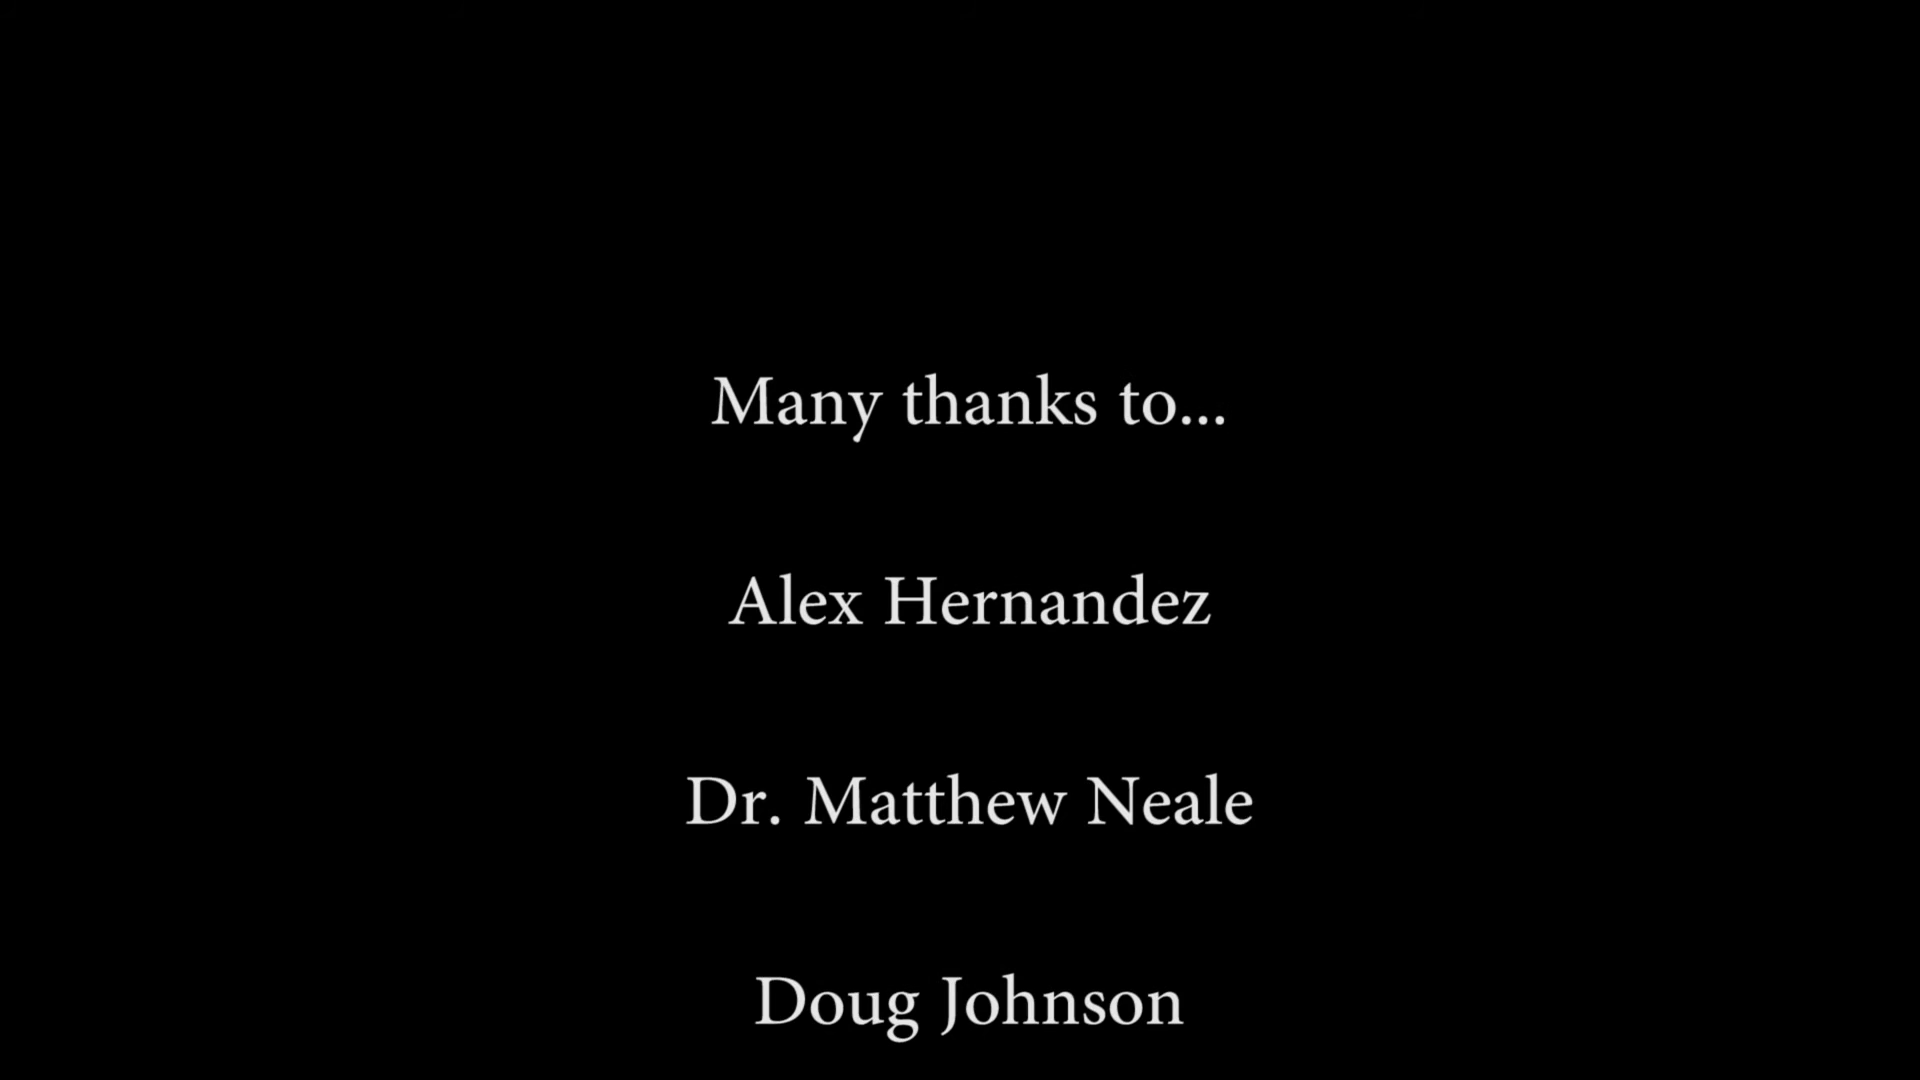 Many thanks to...
Alex Hernandez
Dr. Matthew Neale
Doug Johnson